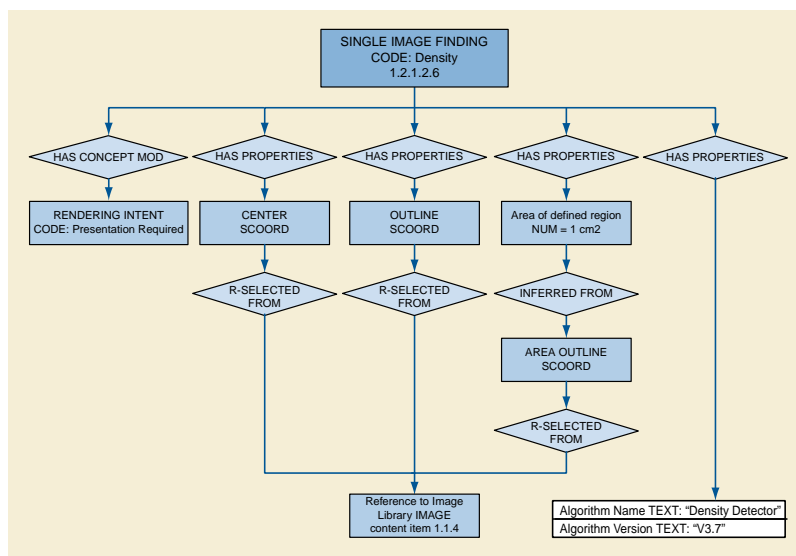 SINGLE IMAGE FINDING
CODE: Density
1.2.1.2.6
HAS CONCEPT MOD
HAS PROPERTIES
HAS PROPERTIES
HAS PROPERTIES
HAS PROPERTIES
RENDERING INTENT
CODE: Presentation Required
CENTER
SCOORD
OUTLINE
SCOORD
Area of defined region
NUM = 1 cm2
R-SELECTED
FROM
R-SELECTED
FROM
INFERRED FROM
AREA OUTLINE
SCOORD
R-SELECTED
FROM
Reference to Image
Library IMAGE
content item 1.1.4
Algorithm Name TEXT: “Density Detector”
Algorithm Version TEXT: “V3.7”